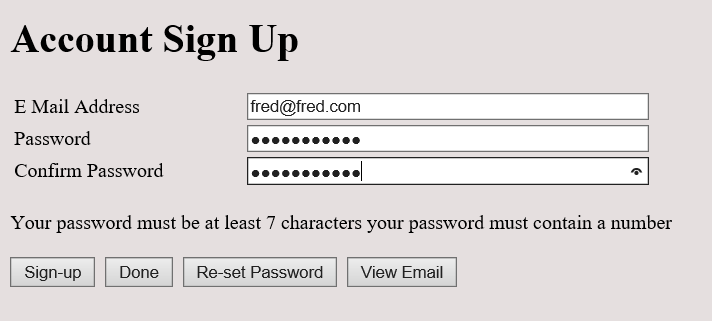 Account Sign Up
E Mail Address fred@fred.com
Password ●●●●●●●●●●●
Confirm Password ●●●●●●●●●●●
Your password must be at least 7 characters your password must contain a number
Sign-up Done Re-set Password View Email